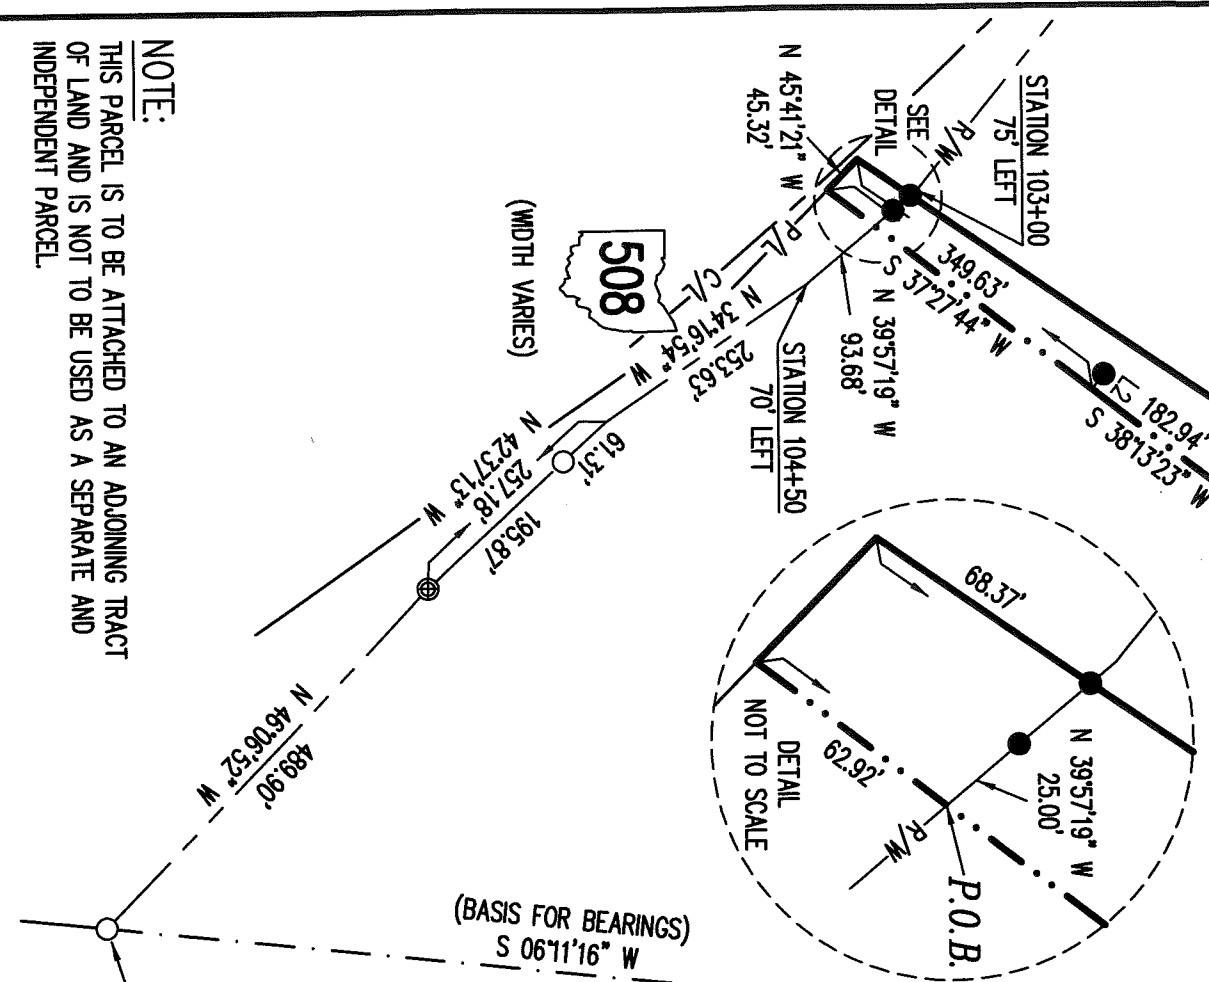 NOTE:
THIS PARCEL IS TO BE ATTACHED TO AN ADJOINING TRACT
OF LAND AND IS NOT TO BE USED AS A SEPARATE AND
INDEPENDENT PARCEL.
STATION 103+00
75' LEFT
R/W
SEE
DETAIL
N 45°41'21" W
45.32'
349.63'
S 37°27'44" W
182.94'
S 38°13'23" W
N 39°57'19" W
93.68'
STATION 104+50
70' LEFT
P/L
C/L
508
(WIDTH VARIES)
N 34°16'54" W
253.63'
61.31'
N 42°37'13" W
257.18'
195.87'
N 46°06'52" W
489.90'
(BASIS FOR BEARINGS)
S 06°11'16" W
68.37'
62.92'
N 39°57'19" W
25.00'
R/W
P.O.B.
DETAIL
NOT TO SCALE